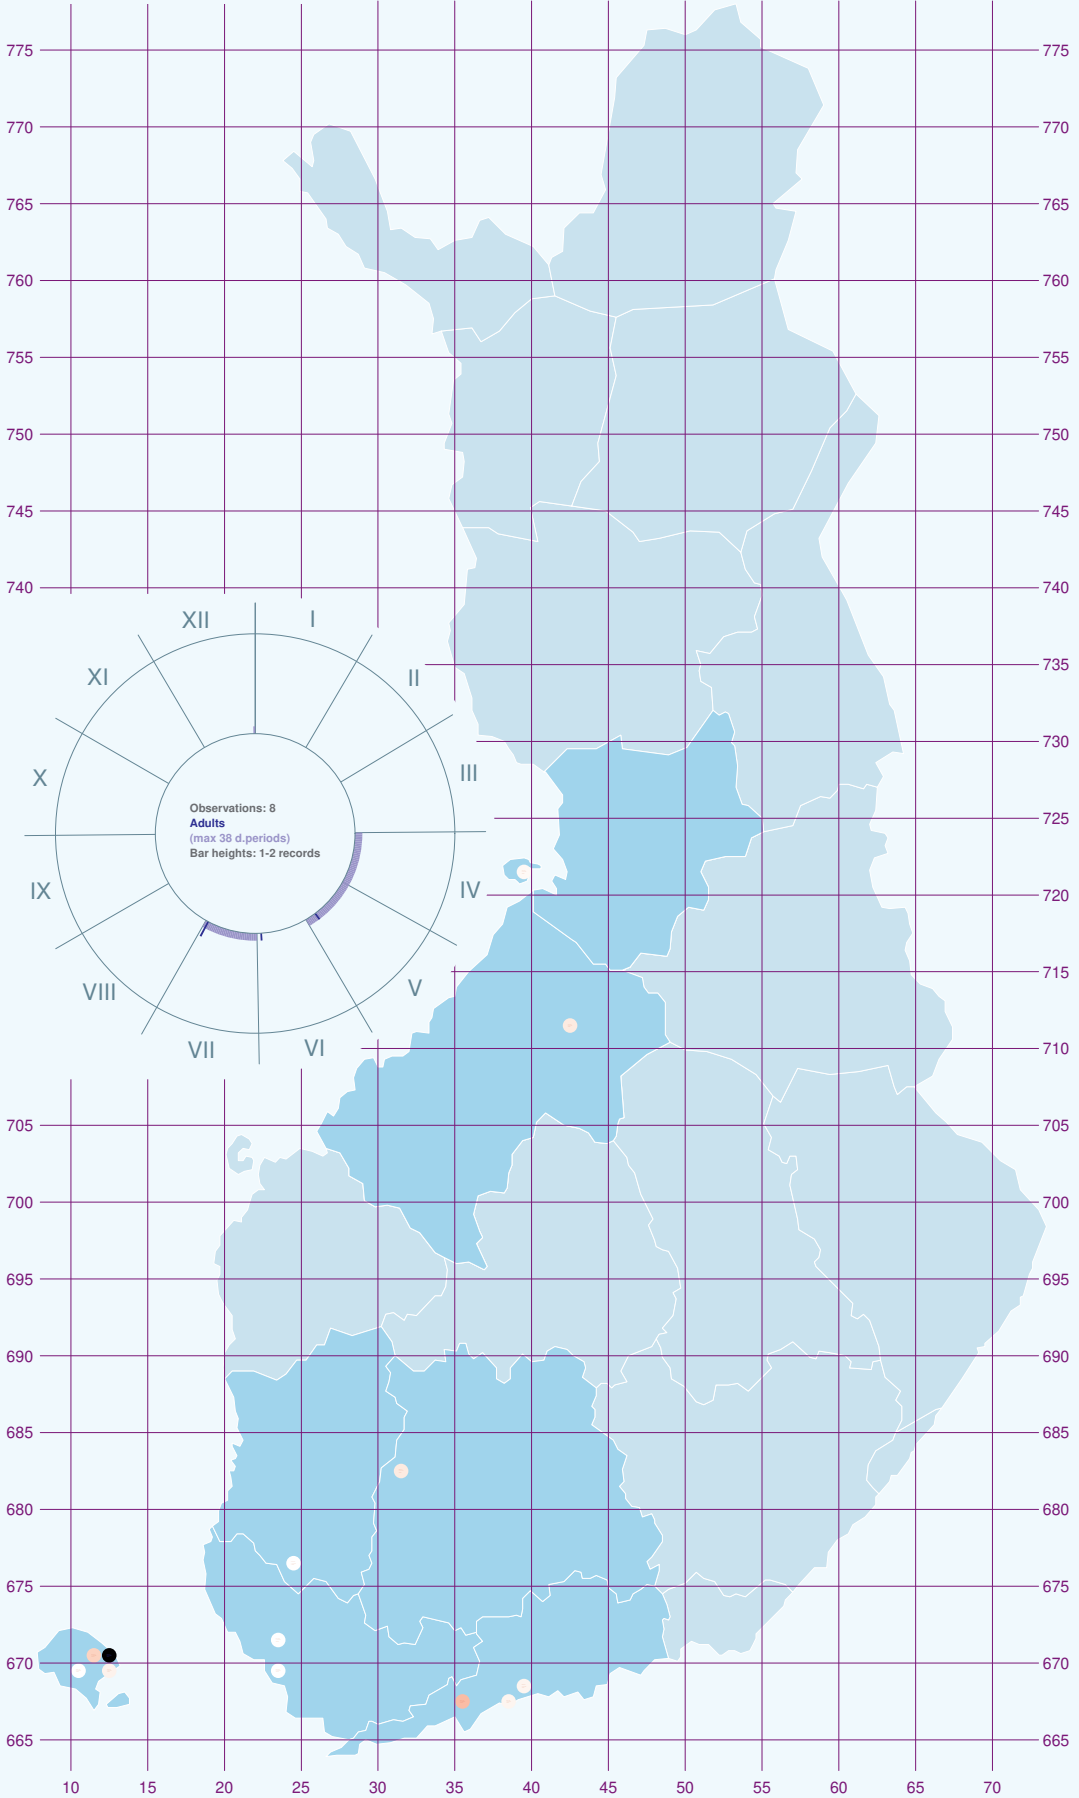 775 775
770 770
765 765
760 760
755 755
750 750
745 745
740 740
XII I
XI II
735
X III
730
Observations: 8
Adults
(max 38 d.periods)
Bar heights: 1-2 records
725
IX IV
720
VIII V
715
VII VI
710
705 705
700 700
695 695
690 690
685 685
680 680
675 675
670 670
665 665
10 15 20 25 30 35 40 45 50 55 60 65 70